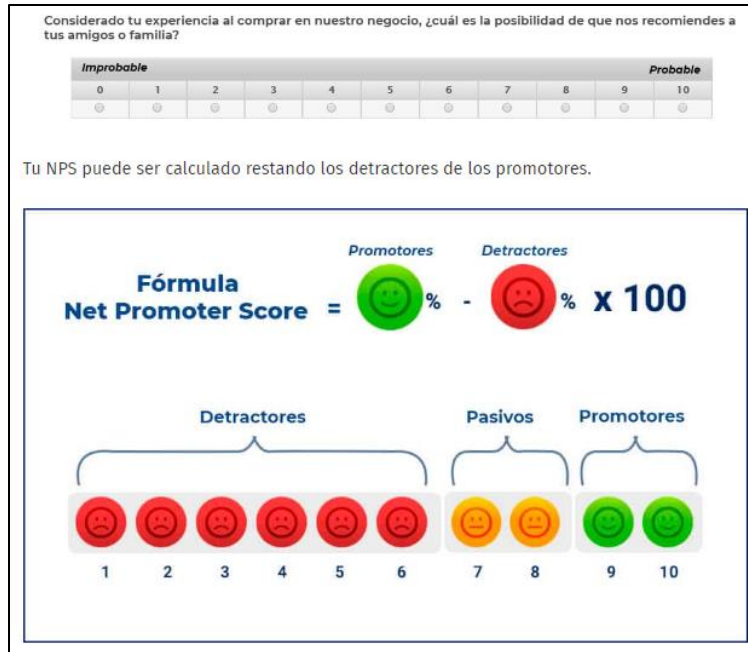 Considerado tu experiencia al comprar en nuestro negocio, ¿cuál es la posibilidad de que nos recomiendes a
tus amigos o familia?
Improbable Probable
0 1 2 3 4 5 6 7 8 9 10
Tu NPS puede ser calculado restando los detractores de los promotores.
Promotores Detractores
Fórmula
Net Promoter Score = % - % x 100
Detractores Pasivos Promotores
1 2 3 4 5 6 7 8 9 10